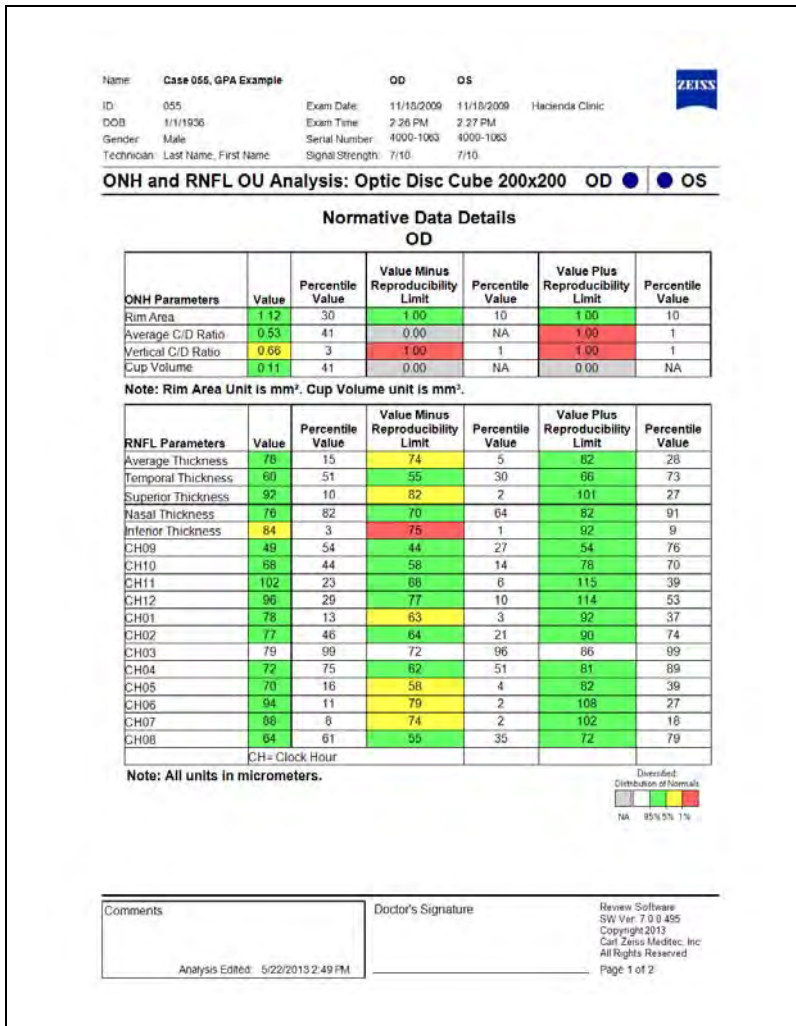 Name: Case 055, GPA Example OD OS
ZEISS
ID: 055 Exam Date: 11/18/2009 11/18/2009 Hacienda Clinic
DOB: 1/1/1936 Exam Time: 2:26 PM 2:27 PM
Gender: Male Serial Number: 4000-1063 4000-1063
Technician: Last Name, First Name Signal Strength: 7/10 7/10
ONH and RNFL OU Analysis: Optic Disc Cube 200x200 OD OS
Normative Data Details
OD
ONH Parameters Value Percentile Value Value Minus Reproducibility Limit Percentile Value Value Plus Reproducibility Limit Percentile Value
Rim Area 1.12 30 1.00 10 1.00 10
Average C/D Ratio 0.53 41 0.00 NA 1.00 1
Vertical C/D Ratio 0.66 3 1.00 1 1.00 1
Cup Volume 0.11 41 0.00 NA 0.00 NA
Note: Rim Area Unit is mm². Cup Volume unit is mm³.
RNFL Parameters Value Percentile Value Value Minus Reproducibility Limit Percentile Value Value Plus Reproducibility Limit Percentile Value
Average Thickness 78 15 74 5 82 28
Temporal Thickness 60 51 55 30 66 73
Superior Thickness 92 10 82 2 101 27
Nasal Thickness 76 82 70 64 82 91
Inferior Thickness 84 3 75 1 92 9
CH09 49 54 44 27 54 76
CH10 68 44 58 14 78 70
CH11 102 23 88 6 115 39
CH12 96 29 77 10 114 53
CH01 78 13 63 3 92 37
CH02 77 46 64 21 90 74
CH03 79 99 72 96 86 99
CH04 72 75 62 51 81 89
CH05 70 16 58 4 82 39
CH06 94 11 79 2 108 27
CH07 88 8 74 2 102 18
CH08 64 61 55 35 72 79
CH= Clock Hour
Note: All units in micrometers.
Diversified:
Distribution of Normals
NA 95% 5% 1%
Comments
Doctor's Signature
Review Software
SW Ver: 7.0.0.495
Copyright 2013
Carl Zeiss Meditec, Inc
All Rights Reserved
Analysis Edited: 5/22/2013 2:49 PM
Page 1 of 2